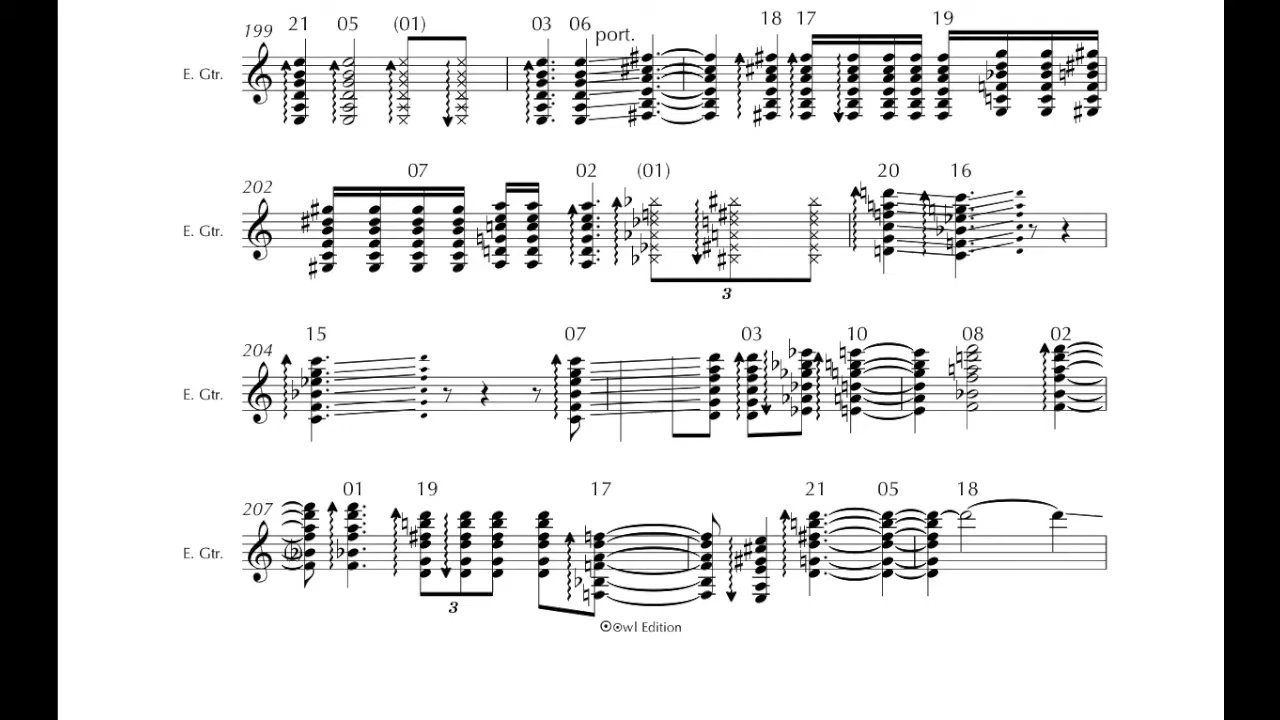 199 21 05 (01) 03 06 port. 18 17 19
E. Gtr.
202 07 02 (01) 20 16
E. Gtr.
3
204 15 07 03 10 08 02
E. Gtr.
207 01 19 17 21 05 18
E. Gtr.
3
⊙⊙wl Edition